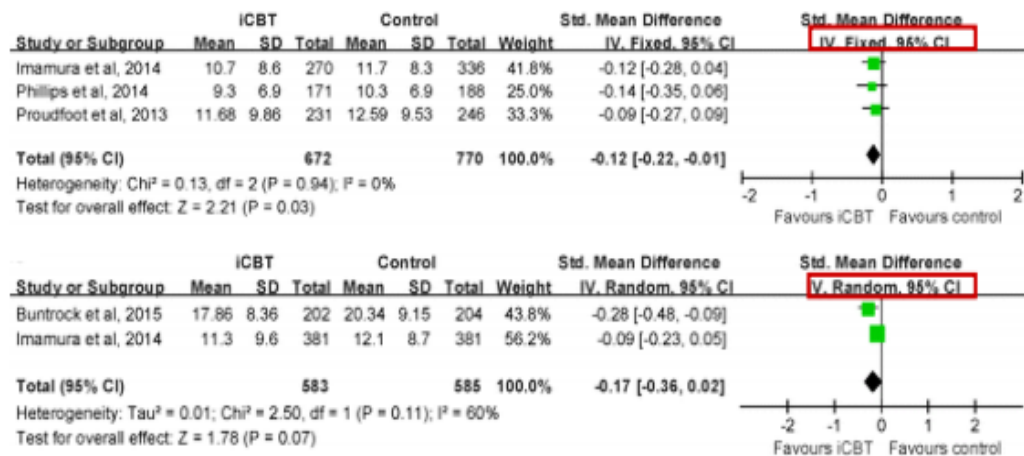 iCBT Control Std. Mean Difference Std. Mean Difference
Study or Subgroup Mean SD Total Mean SD Total Weight IV. Fixed. 95% CI IV. Fixed. 95% CI
Imamura et al, 2014 10.7 8.6 270 11.7 8.3 336 41.8% -0.12 [-0.28, 0.04]
Phillips et al, 2014 9.3 6.9 171 10.3 6.9 188 25.0% -0.14 [-0.35, 0.06]
Proudfoot et al, 2013 11.68 9.86 231 12.59 9.53 246 33.3% -0.09 [-0.27, 0.09]
Total (95% CI) 672 770 100.0% -0.12 [-0.22, -0.01]
Heterogeneity: Chi² = 0.13, df = 2 (P = 0.94); I² = 0%
Test for overall effect: Z = 2.21 (P = 0.03)
-2 -1 0 1 2
Favours iCBT Favours control
iCBT Control Std. Mean Difference Std. Mean Difference
Study or Subgroup Mean SD Total Mean SD Total Weight IV. Random. 95% CI V. Random. 95% CI
Buntrock et al, 2015 17.86 8.36 202 20.34 9.15 204 43.8% -0.28 [-0.48, -0.09]
Imamura et al, 2014 11.3 9.6 381 12.1 8.7 381 56.2% -0.09 [-0.23, 0.05]
Total (95% CI) 583 585 100.0% -0.17 [-0.36, 0.02]
Heterogeneity: Tau² = 0.01; Chi² = 2.50, df = 1 (P = 0.11); I² = 60%
Test for overall effect: Z = 1.78 (P = 0.07)
-2 -1 0 1 2
Favours iCBT Favours control